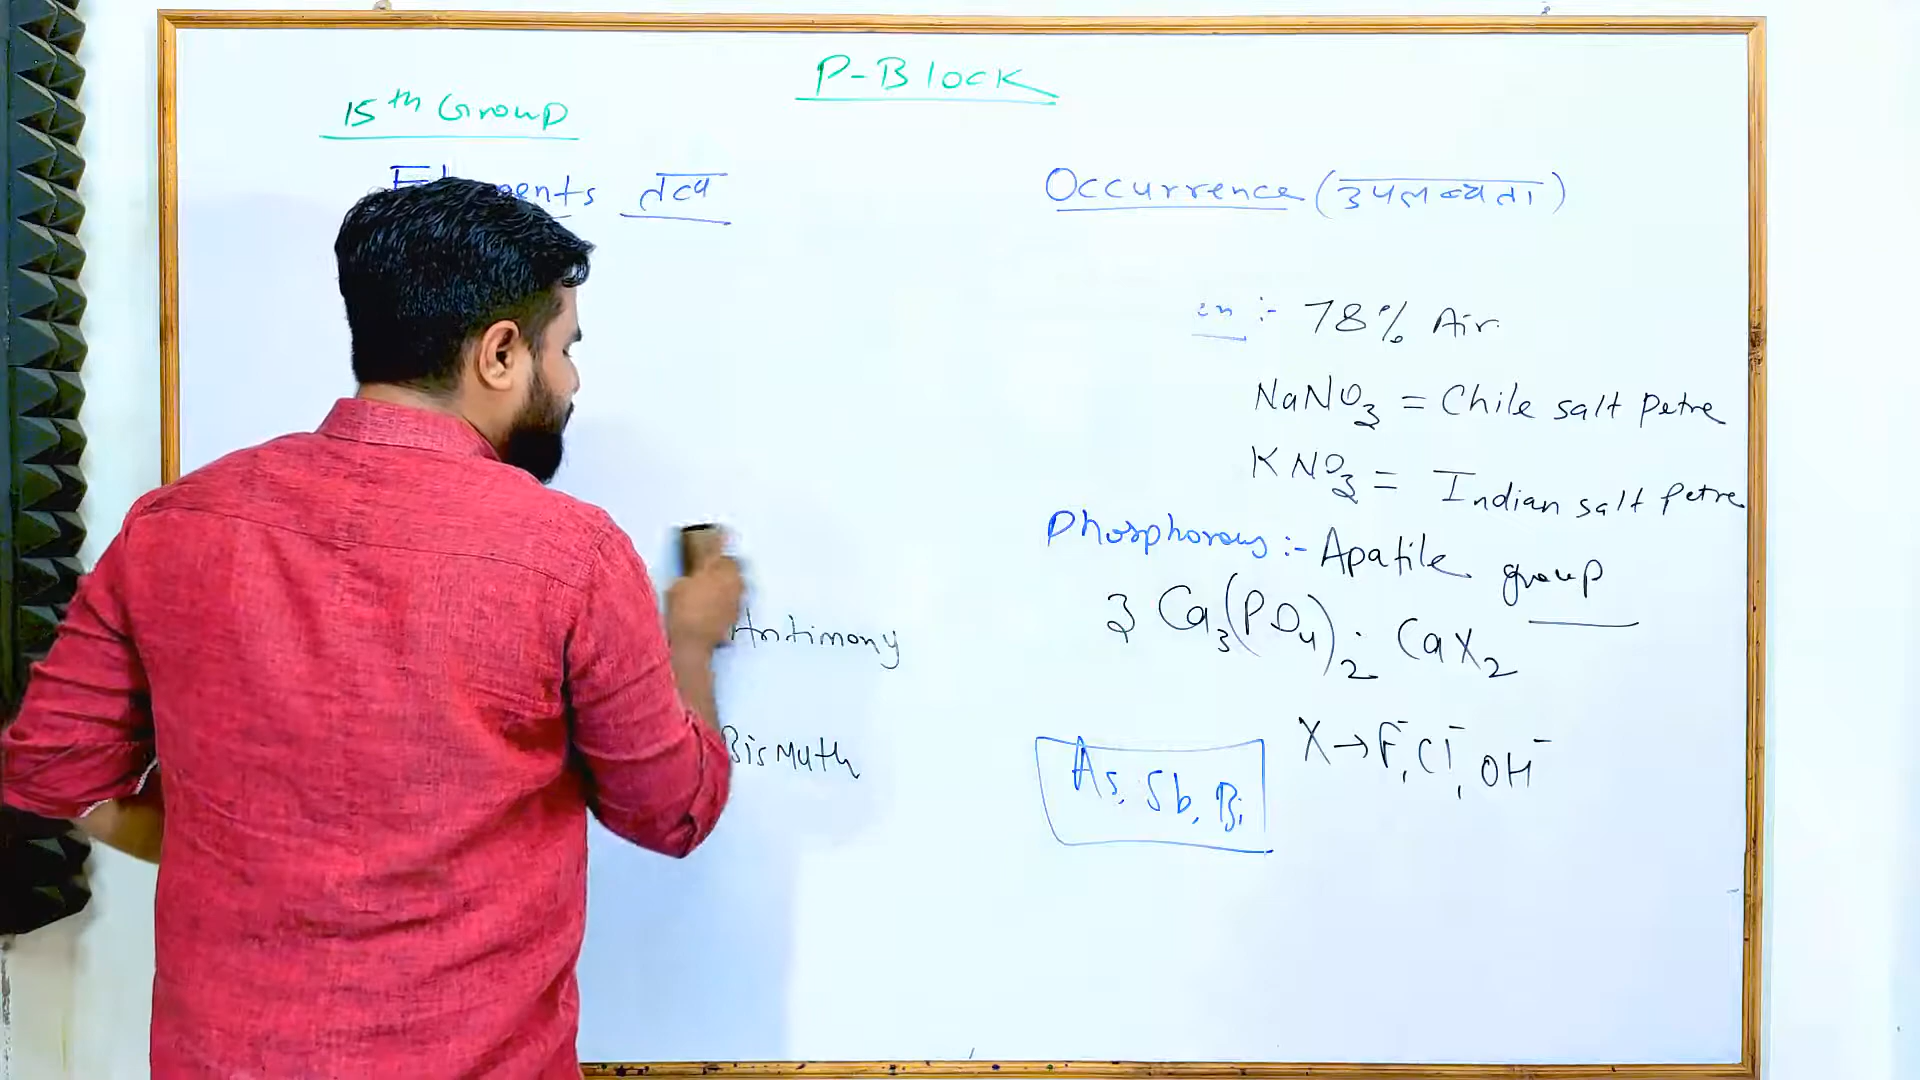 P-Block
15th Group
Elements तत्व
Antimony
BisMuth
Occurrence (उपलब्धता)
:- 78% Air
NaNO3 = Chile salt petre
KNO3 = Indian salt petre
Phosphorous :- Apatile group
3 Ca3(PO4)2 . CaX2
X → F-, Cl-, OH-
As, Sb, Bi